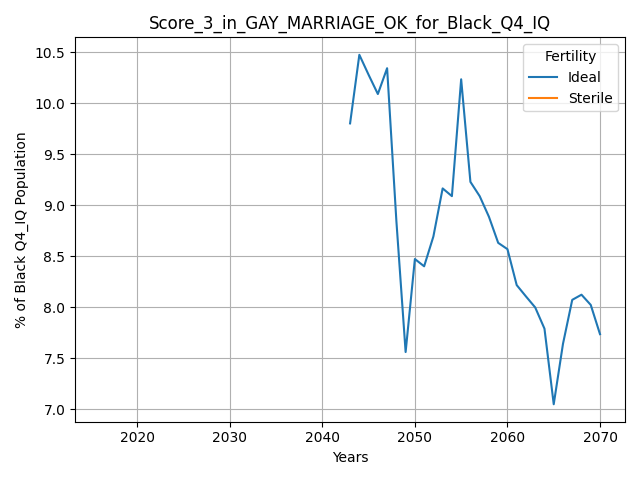 Score_3_in_GAY_MARRIAGE_OK_for_Black_Q4_IQ
% of Black Q4_IQ Population
10.5
10.0
9.5
9.0
8.5
8.0
7.5
7.0
Fertility
Ideal
Sterile
2020 2030 2040 2050 2060 2070
Years